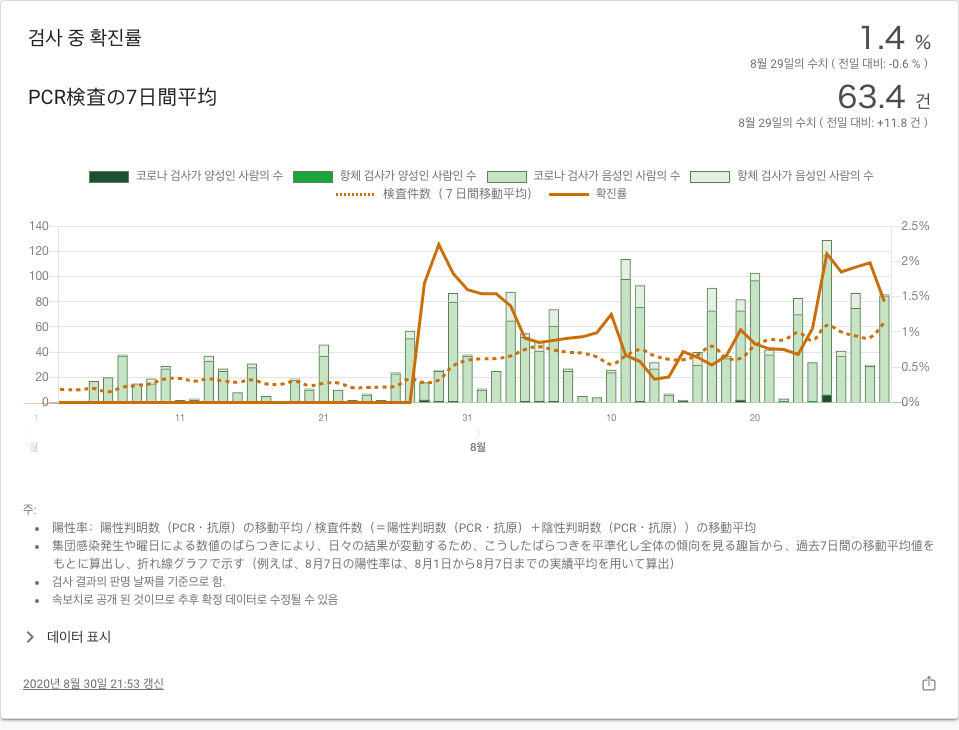 검사 중 확진률
1.4 %
8월 29일의 수치 ( 전일 대비: -0.6 % )
PCR検査の7日間平均
63.4 건
8월 29일의 수치 ( 전일 대비: +11.8 건 )
코로나 검사가 양성인 사람의 수 항체 검사가 양성인 사람인 수 코로나 검사가 음성인 사람의 수 항체 검사가 음성인 사람의 수
検査件数（７日間移動平均） 확진률
140 2.5%
120 2%
100
80 1.5%
60 1%
40 0.5%
20
0 0%
1 11 21 31 10 20
7월 8월
주:
陽性率：陽性判明数（PCR・抗原）の移動平均 / 検査件数（＝陽性判明数（PCR・抗原）＋陰性判明数（PCR・抗原））の移動平均
集団感染発生や曜日による数値のばらつきにより、日々の結果が変動するため、こうしたばらつきを平準化し全体の傾向を見る趣旨から、過去7日間の移動平均値を
もとに算出し、折れ線グラフで示す（例えば、8月7日の陽性率は、8月1日から8月7日までの実績平均を用いて算出）
검사 결과의 판명 날짜를 기준으로 함.
속보치로 공개 된 것이므로 추후 확정 데이터로 수정될 수 있음
데이터 표시
2020년 8월 30일 21:53 갱신